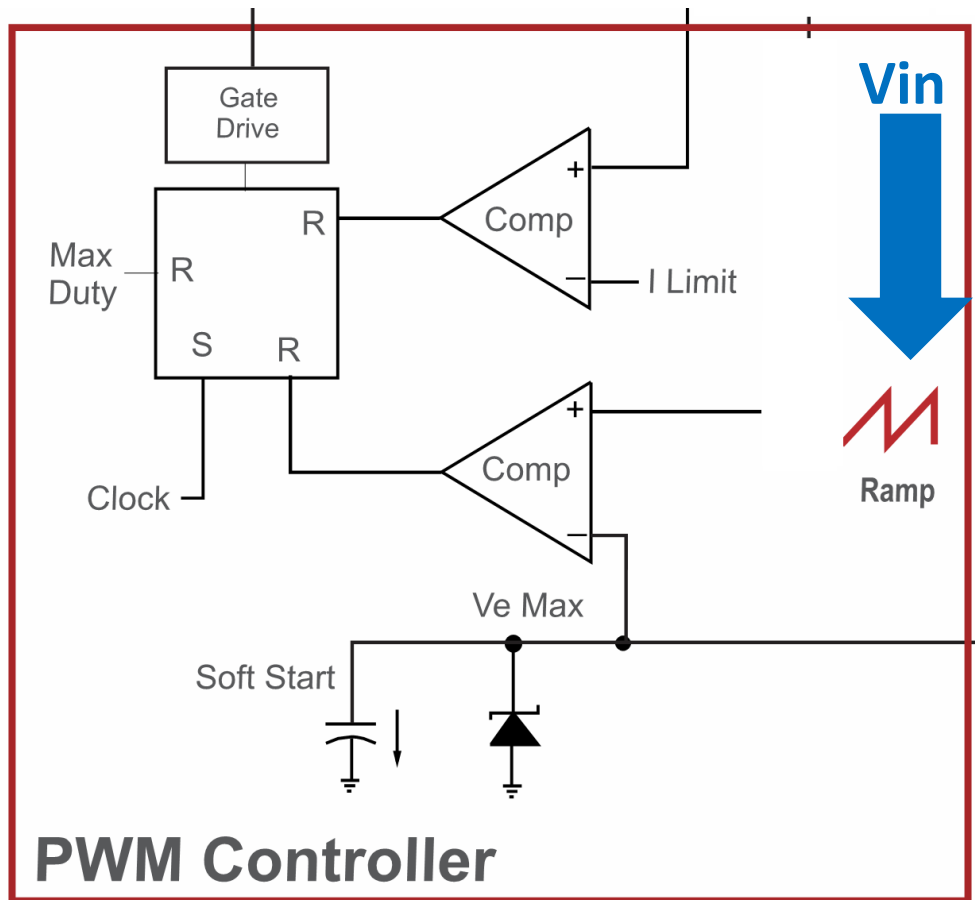 Vin
Gate
Drive
R
+
Comp
Max
Duty
R
−
I Limit
S
R
+
Comp
Clock
Ramp
−
Ve Max
Soft Start
PWM Controller